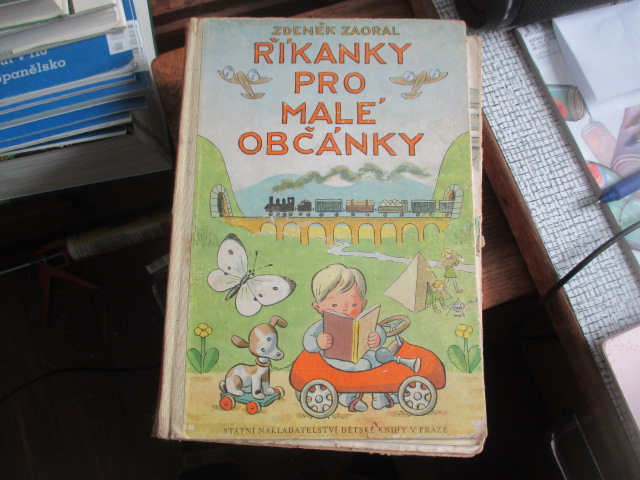 ZDENĚK ZAORAL
ŘÍKANKY
PRO
MALÉ
OBČÁNKY
STÁTNÍ NAKLADATELSTVÍ DĚTSKÉ KNIHY V PRAZE
Španělsko